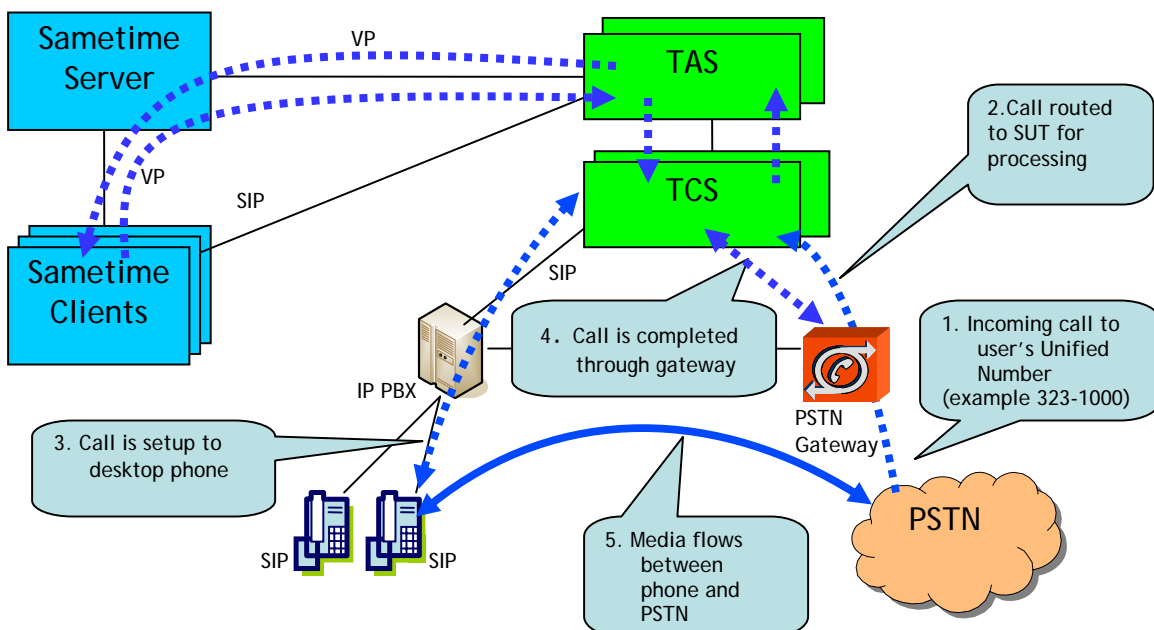 Sametime
Server
VP
TAS
2.Call routed
to SUT for
processing
VP
SIP
TCS
Sametime
Clients
SIP
4. Call is completed
through gateway
1. Incoming call to
user's Unified
Number
(example 323-1000)
IP PBX
PSTN
Gateway
3. Call is setup to
desktop phone
PSTN
SIP
SIP
5. Media flows
between
phone and
PSTN